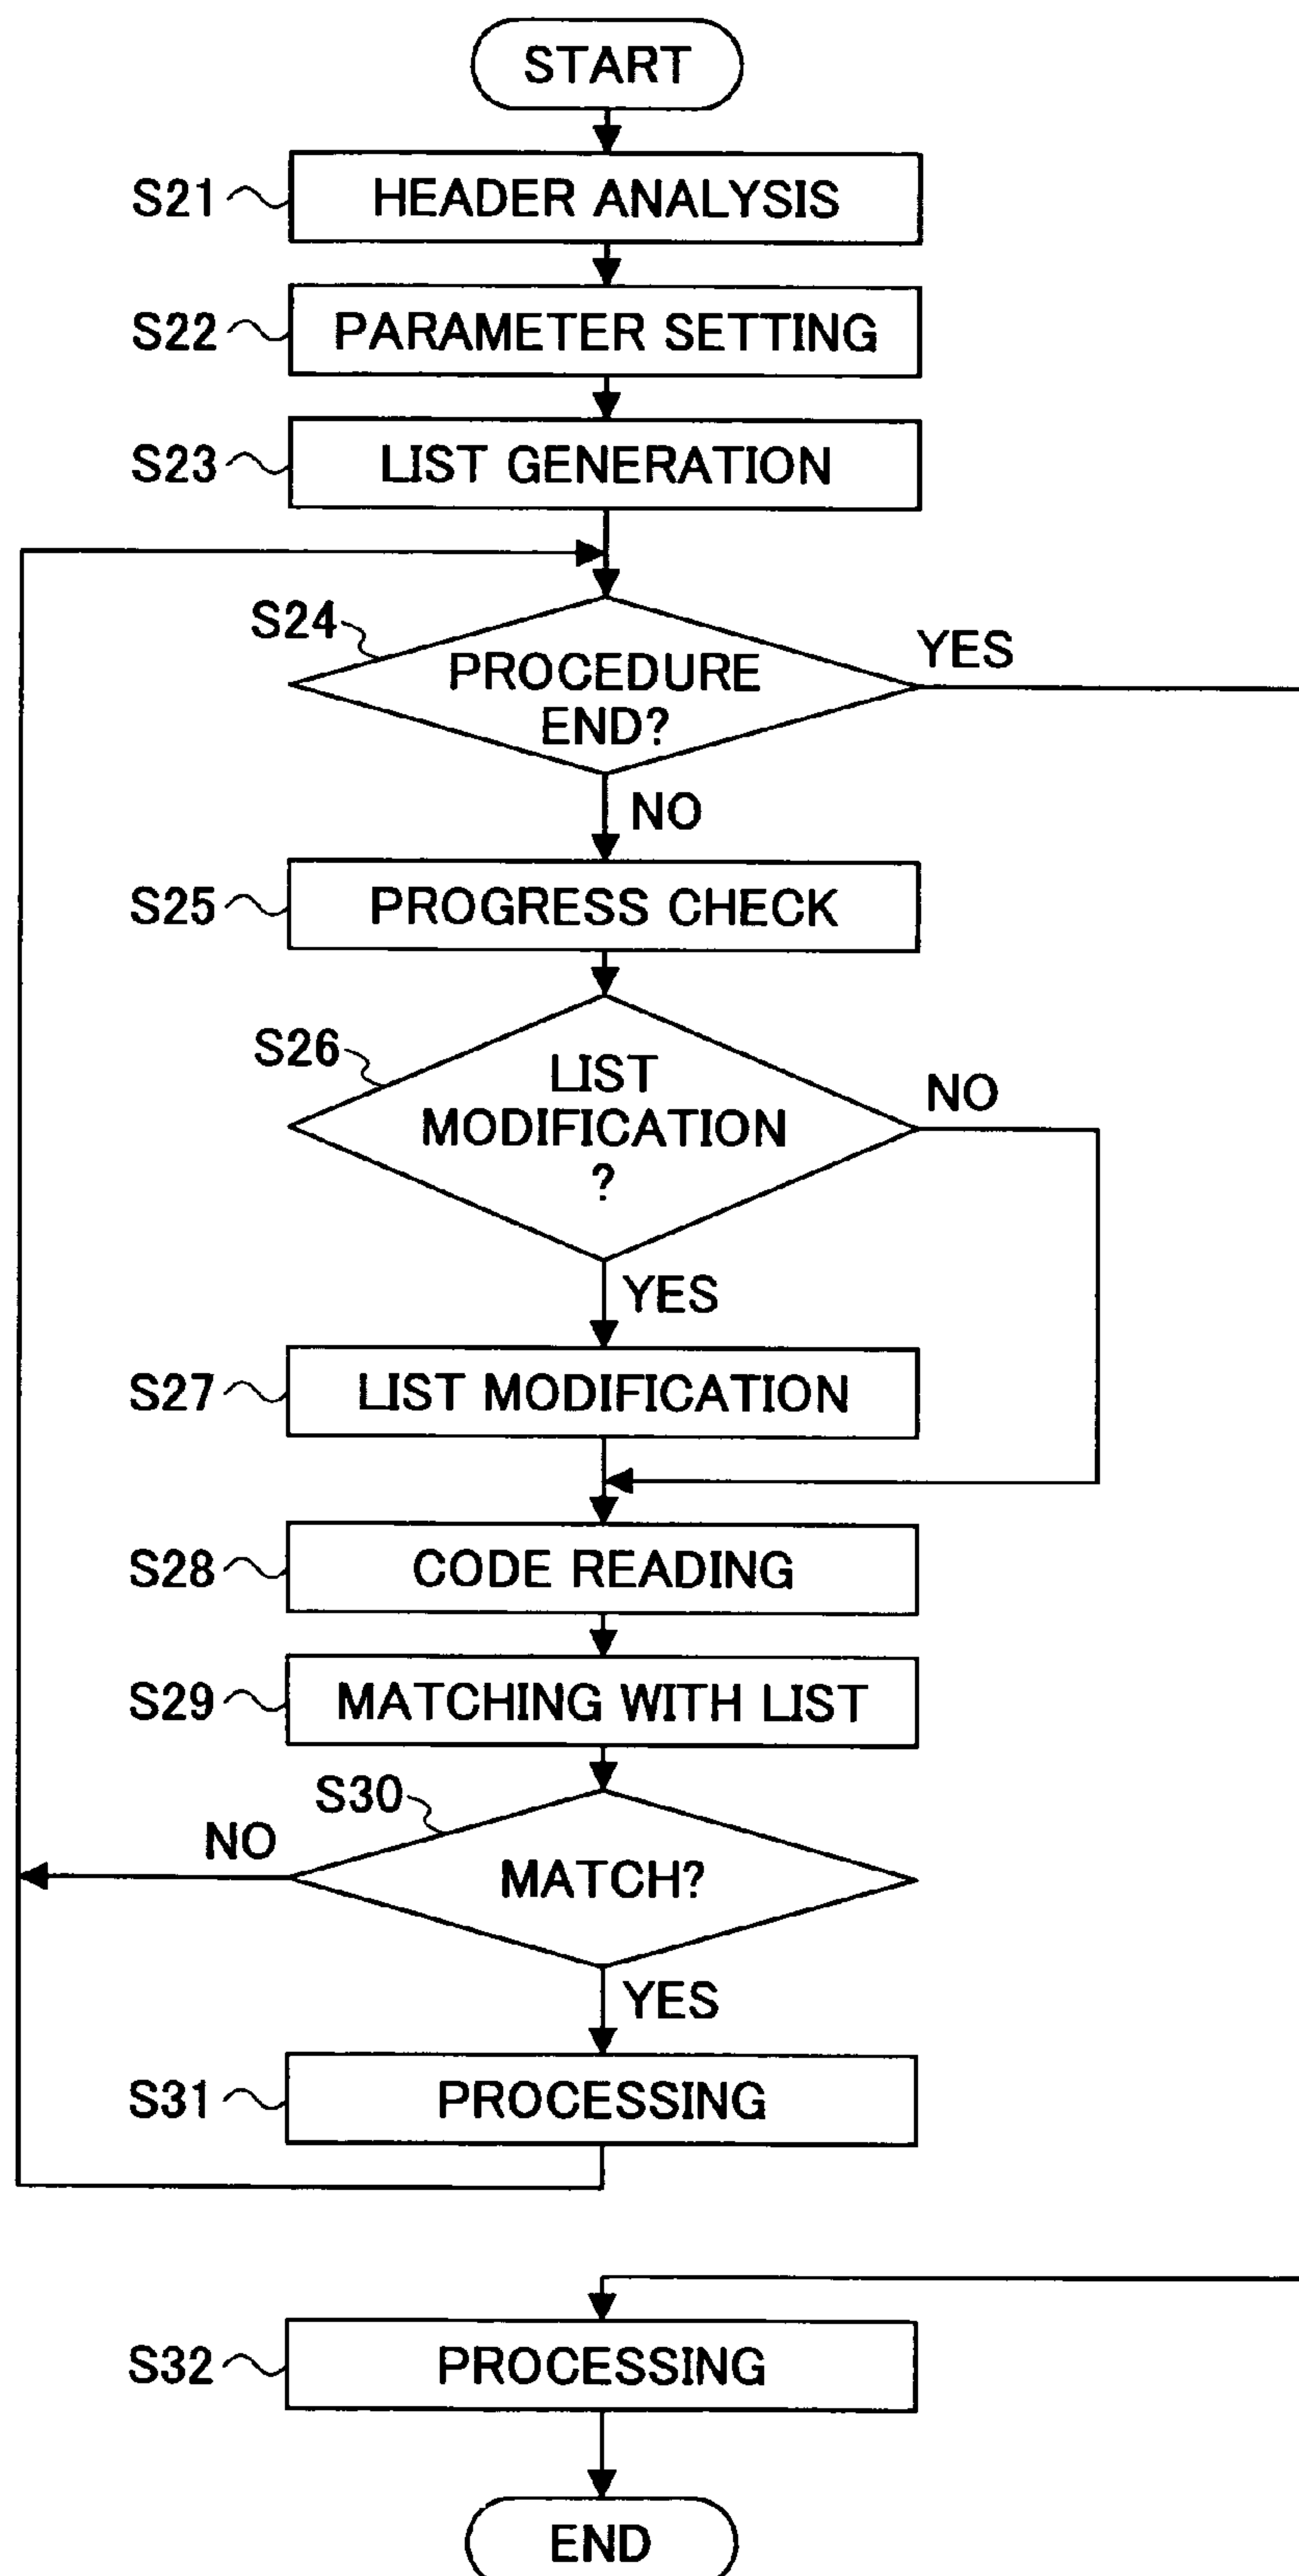 START
S21
HEADER ANALYSIS
S22
PARAMETER SETTING
S23
LIST GENERATION
S24
PROCEDURE
END?
YES
NO
S25
PROGRESS CHECK
S26
LIST
MODIFICATION
?
NO
YES
S27
LIST MODIFICATION
S28
CODE READING
S29
MATCHING WITH LIST
S30
NO
MATCH?
YES
S31
PROCESSING
S32
PROCESSING
END